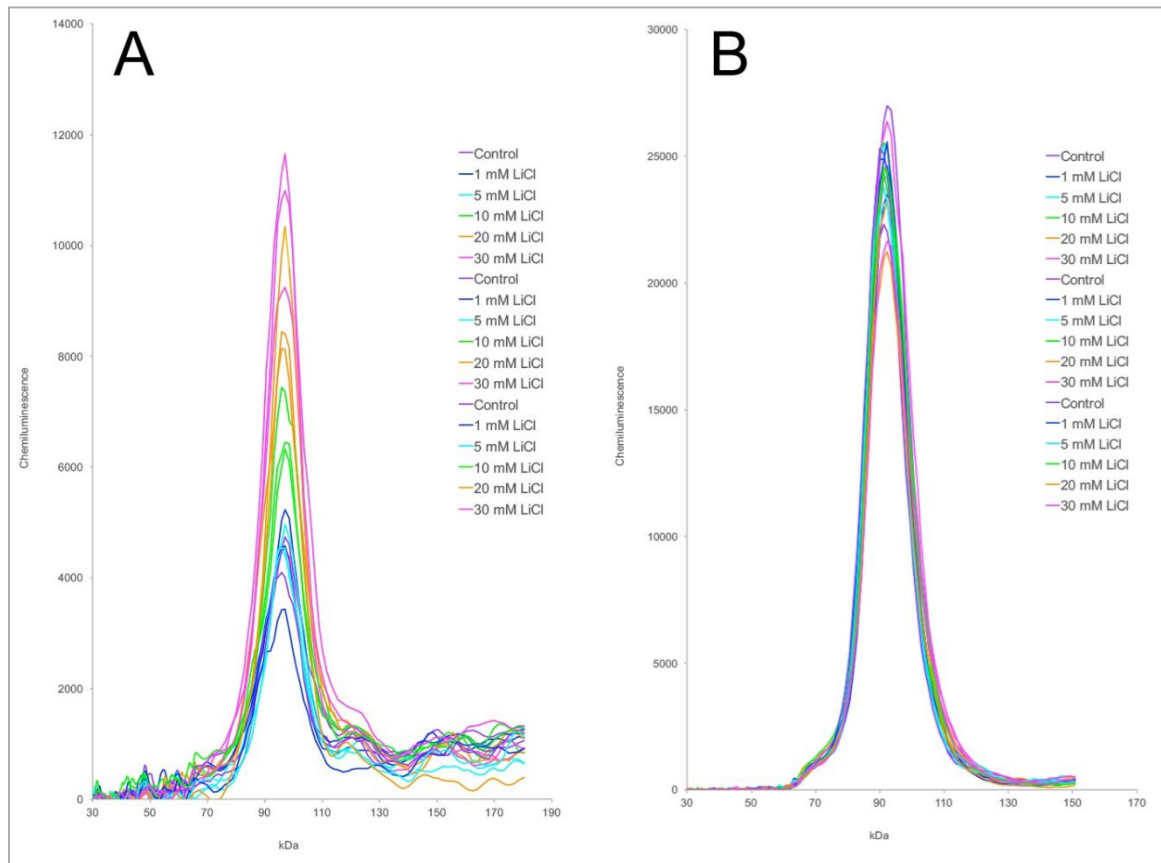 A
14000
12000
10000
8000
6000
4000
2000
0
Chemiluminescence
30
50
70
90
110
130
150
170
190
kDa
Control
1 mM LiCl
5 mM LiCl
10 mM LiCl
20 mM LiCl
30 mM LiCl
Control
1 mM LiCl
5 mM LiCl
10 mM LiCl
20 mM LiCl
30 mM LiCl
Control
1 mM LiCl
5 mM LiCl
10 mM LiCl
20 mM LiCl
30 mM LiCl
B
30000
25000
20000
15000
10000
5000
0
Chemiluminescence
30
50
70
90
110
130
150
170
kDa
Control
1 mM LiCl
5 mM LiCl
10 mM LiCl
20 mM LiCl
30 mM LiCl
Control
1 mM LiCl
5 mM LiCl
10 mM LiCl
20 mM LiCl
30 mM LiCl
Control
1 mM LiCl
5 mM LiCl
10 mM LiCl
20 mM LiCl
30 mM LiCl